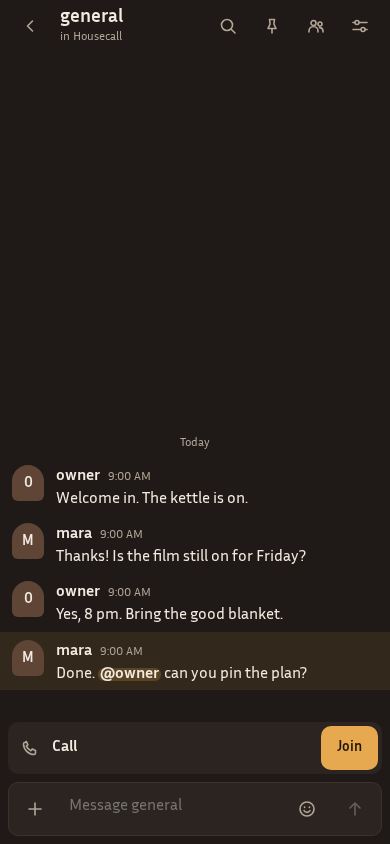 general
in Housecall
Today
O
owner 9:00 AM
Welcome in. The kettle is on.
M
mara 9:00 AM
Thanks! Is the film still on for Friday?
O
owner 9:00 AM
Yes, 8 pm. Bring the good blanket.
M
mara 9:00 AM
Done. @owner can you pin the plan?
Call
Join
Message general